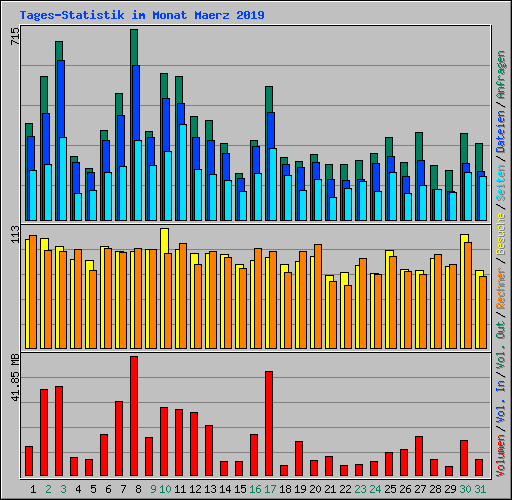 Tages-Statistik im Monat Maerz 2019
715
113
41.85 MB
Volumen / Vol. In / Vol. Out / Rechner / Besuche / Seiten / Dateien / Anfragen
1 2 3 4 5 6 7 8 9 10 11 12 13 14 15 16 17 18 19 20 21 22 23 24 25 26 27 28 29 30 31